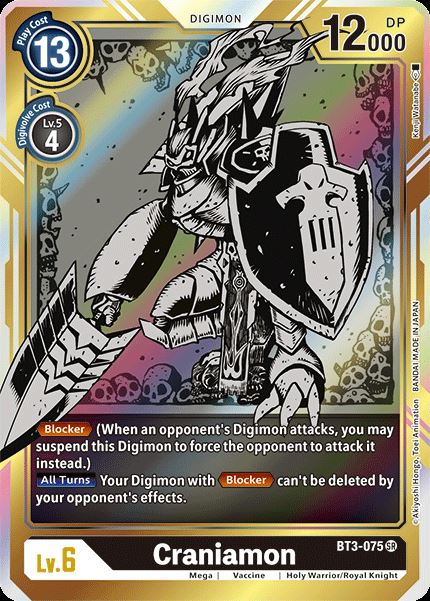 Play Cost
13
DIGIMON
DP
12000
Digivolve Cost
Lv.5
4
Kenji Watanabe
Blocker (When an opponent's Digimon attacks, you may
suspend this Digimon to force the opponent to attack it
instead.)
All Turns Your Digimon with Blocker can't be deleted by
your opponent's effects.
©Akiyoshi Hongo, Toei Animation BANDAI MADE IN JAPAN
Lv.6
Craniamon
BT3-075 SR
Mega | Vaccine | Holy Warrior/Royal Knight